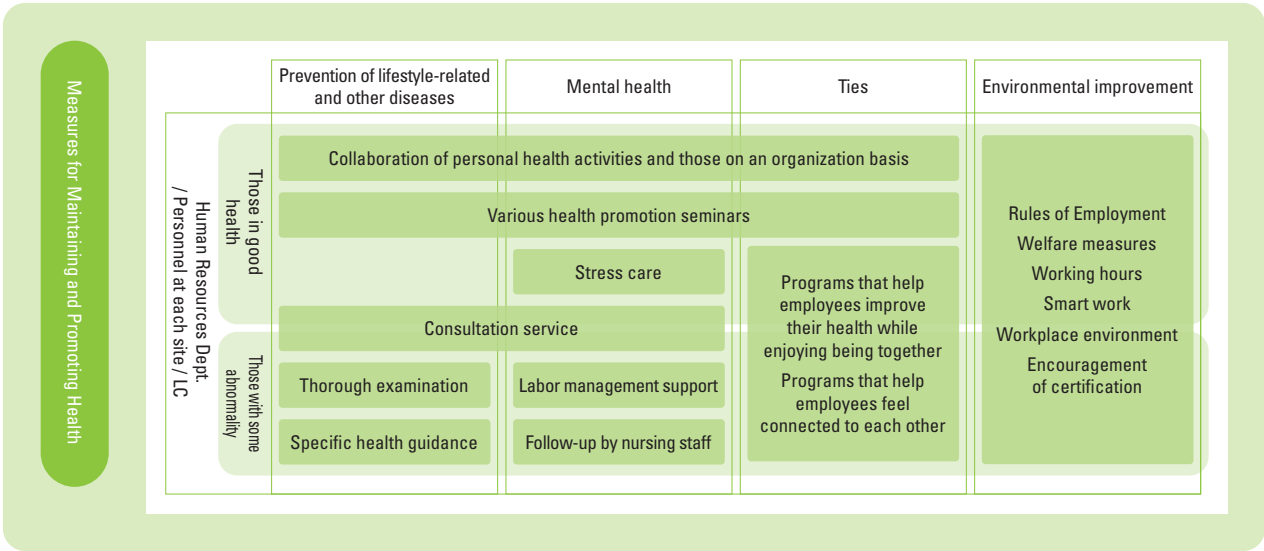 Measures for Maintaining and Promoting Health
Prevention of lifestyle-related
and other diseases
Mental health
Ties
Environmental improvement
Human Resources Dept.
/ Personnel at each site / LC
Those in good
health
Those with some
abnormality
Collaboration of personal health activities and those on an organization basis
Various health promotion seminars
Stress care
Consultation service
Thorough examination
Labor management support
Specific health guidance
Follow-up by nursing staff
Programs that help
employees improve
their health while
enjoying being together
Programs that help
employees feel
connected to each other
Rules of Employment
Welfare measures
Working hours
Smart work
Workplace environment
Encouragement
of certification